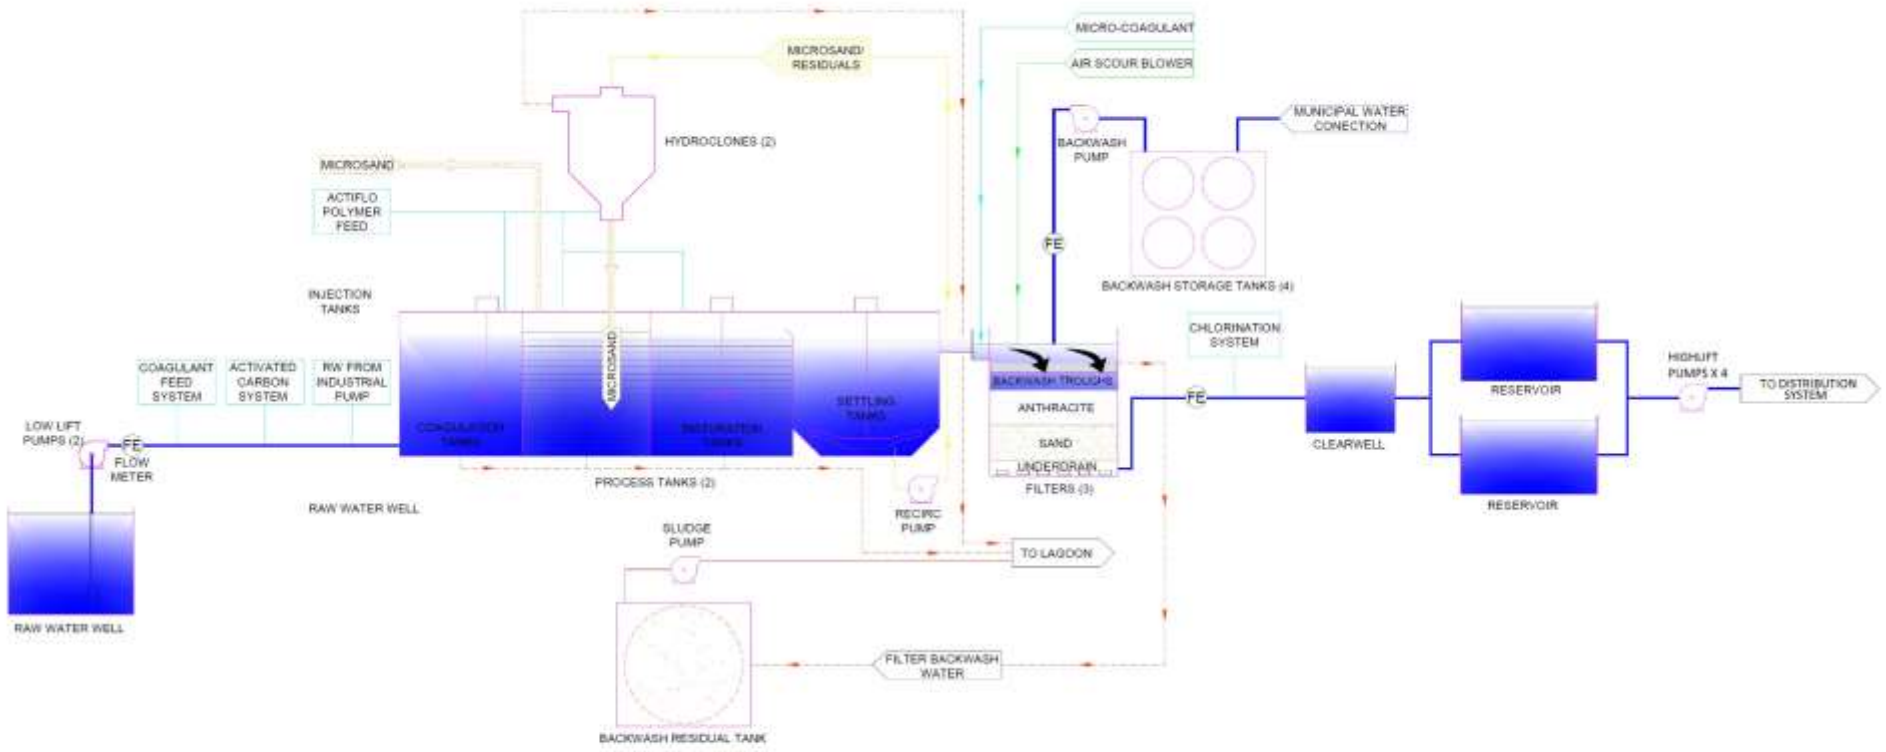 MICRO-COAGULANT
AIR SCOUR BLOWER
MICROSAND/
RESIDUALS
HYDROCLONES (2)
MICROSAND
ACTIFLO
POLYMER
FEED
BACKWASH
PUMP
MUNICIPAL WATER
CONECTION
FE
BACKWASH STORAGE TANKS (4)
INJECTION
TANKS
MICROSAND
COAGULATION
TANKS
MATURATION
TANKS
SETTLING
TANKS
COAGULANT
FEED
SYSTEM
ACTIVATED
CARBON
SYSTEM
RW FROM
INDUSTRIAL
PUMP
LOW LIFT
PUMPS (2)
FE
FLOW
METER
RAW WATER WELL
RAW WATER WELL
PROCESS TANKS (2)
RECIRC
PUMP
SLUDGE
PUMP
TO LAGOON
BACKWASH TROUGHS
ANTHRACITE
SAND
UNDERDRAIN
FILTERS (3)
FE
CHLORINATION
SYSTEM
CLEARWELL
RESERVOIR
RESERVOIR
HIGHLIFT
PUMPS X 4
TO DISTRIBUTION
SYSTEM
FILTER BACKWASH
WATER
BACKWASH RESIDUAL TANK